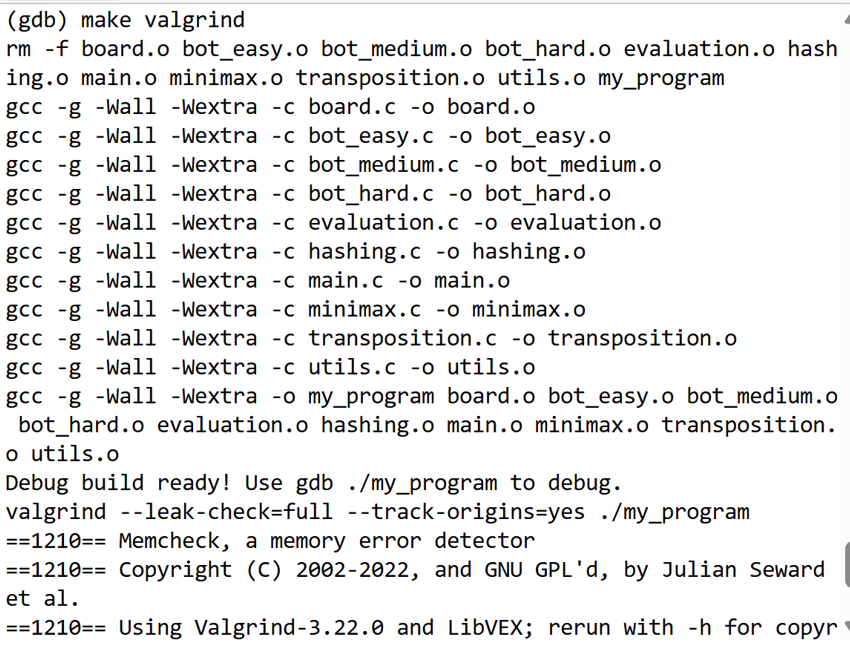 (gdb) make valgrind
rm -f board.o bot_easy.o bot_medium.o bot_hard.o evaluation.o hash
ing.o main.o minimax.o transposition.o utils.o my_program
gcc -g -Wall -Wextra -c board.c -o board.o
gcc -g -Wall -Wextra -c bot_easy.c -o bot_easy.o
gcc -g -Wall -Wextra -c bot_medium.c -o bot_medium.o
gcc -g -Wall -Wextra -c bot_hard.c -o bot_hard.o
gcc -g -Wall -Wextra -c evaluation.c -o evaluation.o
gcc -g -Wall -Wextra -c hashing.c -o hashing.o
gcc -g -Wall -Wextra -c main.c -o main.o
gcc -g -Wall -Wextra -c minimax.c -o minimax.o
gcc -g -Wall -Wextra -c transposition.c -o transposition.o
gcc -g -Wall -Wextra -c utils.c -o utils.o
gcc -g -Wall -Wextra -o my_program board.o bot_easy.o bot_medium.o
 bot_hard.o evaluation.o hashing.o main.o minimax.o transposition.
o utils.o
Debug build ready! Use gdb ./my_program to debug.
valgrind --leak-check=full --track-origins=yes ./my_program
==1210== Memcheck, a memory error detector
==1210== Copyright (C) 2002-2022, and GNU GPL'd, by Julian Seward
et al.
==1210== Using Valgrind-3.22.0 and LibVEX; rerun with -h for copyr